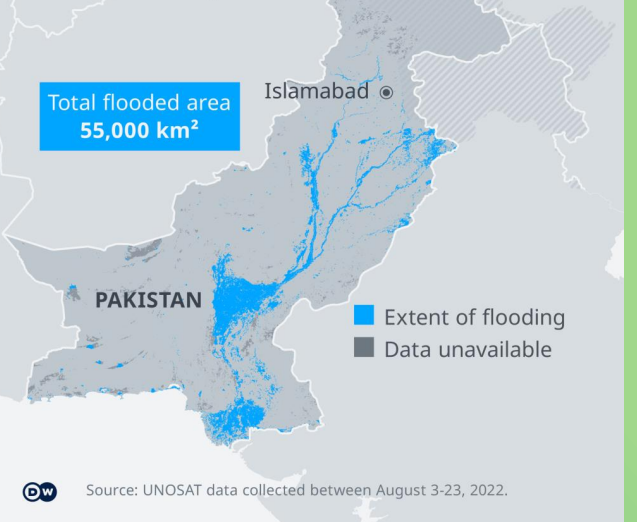 Total flooded area
55,000 km²
Islamabad
PAKISTAN
Extent of flooding
Data unavailable
DW
Source: UNOSAT data collected between August 3-23, 2022.